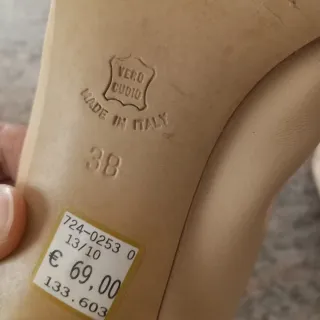 VERO
CUOIO
MADE IN ITALY
38
724-0253 0
13/10
€ 69,00
133.603